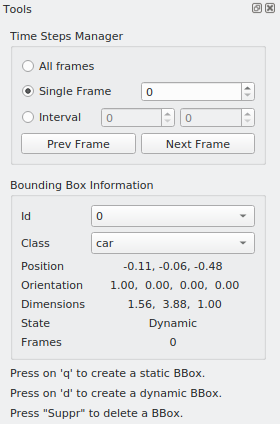 Tools
Time Steps Manager
All frames
Single Frame 0
Interval 0 0
Prev Frame Next Frame
Bounding Box Information
Id 0
Class car
Position -0.11, -0.06, -0.48
Orientation 1.00, 0.00, 0.00, 0.00
Dimensions 1.56, 3.88, 1.00
State Dynamic
Frames 0
Press on 'q' to create a static BBox.
Press on 'd' to create a dynamic BBox.
Press "Suppr" to delete a BBox.